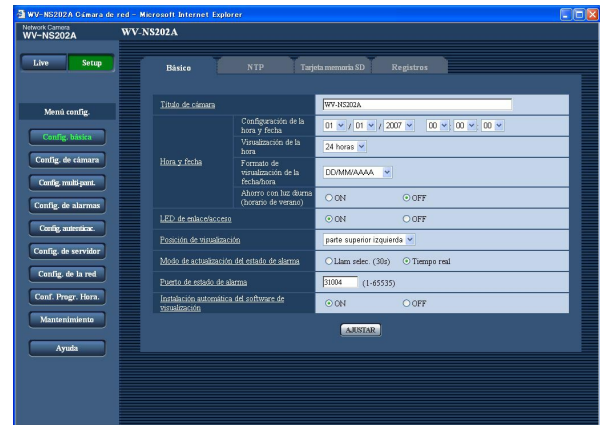 WV-NS202A Cámara de red - Microsoft Internet Explorer
Network Camera
WV-NS202A
WV-NS202A
Live
Setup
Básico
NTP
Tarjeta memoria SD
Registros
Menú config.
Config. básica
Config. de cámara
Config. multi-pant.
Config. de alarmas
Config. autenticac.
Config. de servidor
Config. de la red
Conf. Progr. Hora.
Mantenimiento
Ayuda
Título de cámara
WV-NS202A
Hora y fecha
Configuración de la
hora y fecha
01 / 01 / 2007 00 : 00 : 00
Visualización de la
hora
24 horas
Formato de
visualización de la
fecha/hora
DD/MM/AAAA
Ahorro con luz diurna
(horario de verano)
ON OFF
LED de enlace/acceso
ON OFF
Posición de visualización
parte superior izquierda
Modo de actualización del estado de alarma
Llam selec. (30s) Tiempo real
Puerto de estado de alarma
31004 (1-65535)
Instalación automática del software de
visualización
ON OFF
AJUSTAR